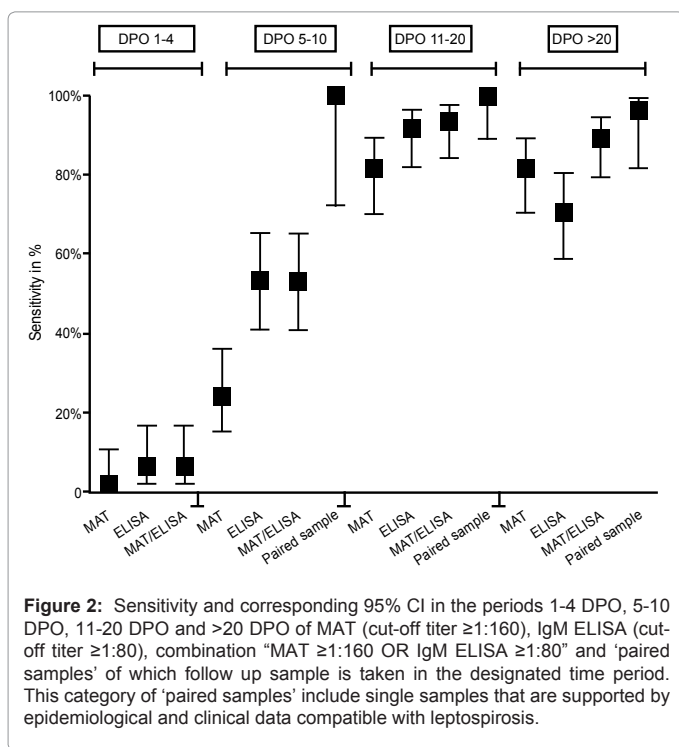 DPO 1-4 DPO 5-10 DPO 11-20 DPO >20
100%
80%
60%
40%
20%
0
Sensitivity in %
MAT ELISA MAT/ELISA MAT ELISA MAT/ELISA Paired sample MAT ELISA MAT/ELISA Paired sample MAT ELISA MAT/ELISA Paired sample
Figure 2: Sensitivity and corresponding 95% CI in the periods 1-4 DPO, 5-10
DPO, 11-20 DPO and >20 DPO of MAT (cut-off titer ≥1:160), IgM ELISA (cut-
off titer ≥1:80), combination “MAT ≥1:160 OR IgM ELISA ≥1:80” and ‘paired
samples’ of which follow up sample is taken in the designated time period.
This category of ‘paired samples’ include single samples that are supported by
epidemiological and clinical data compatible with leptospirosis.